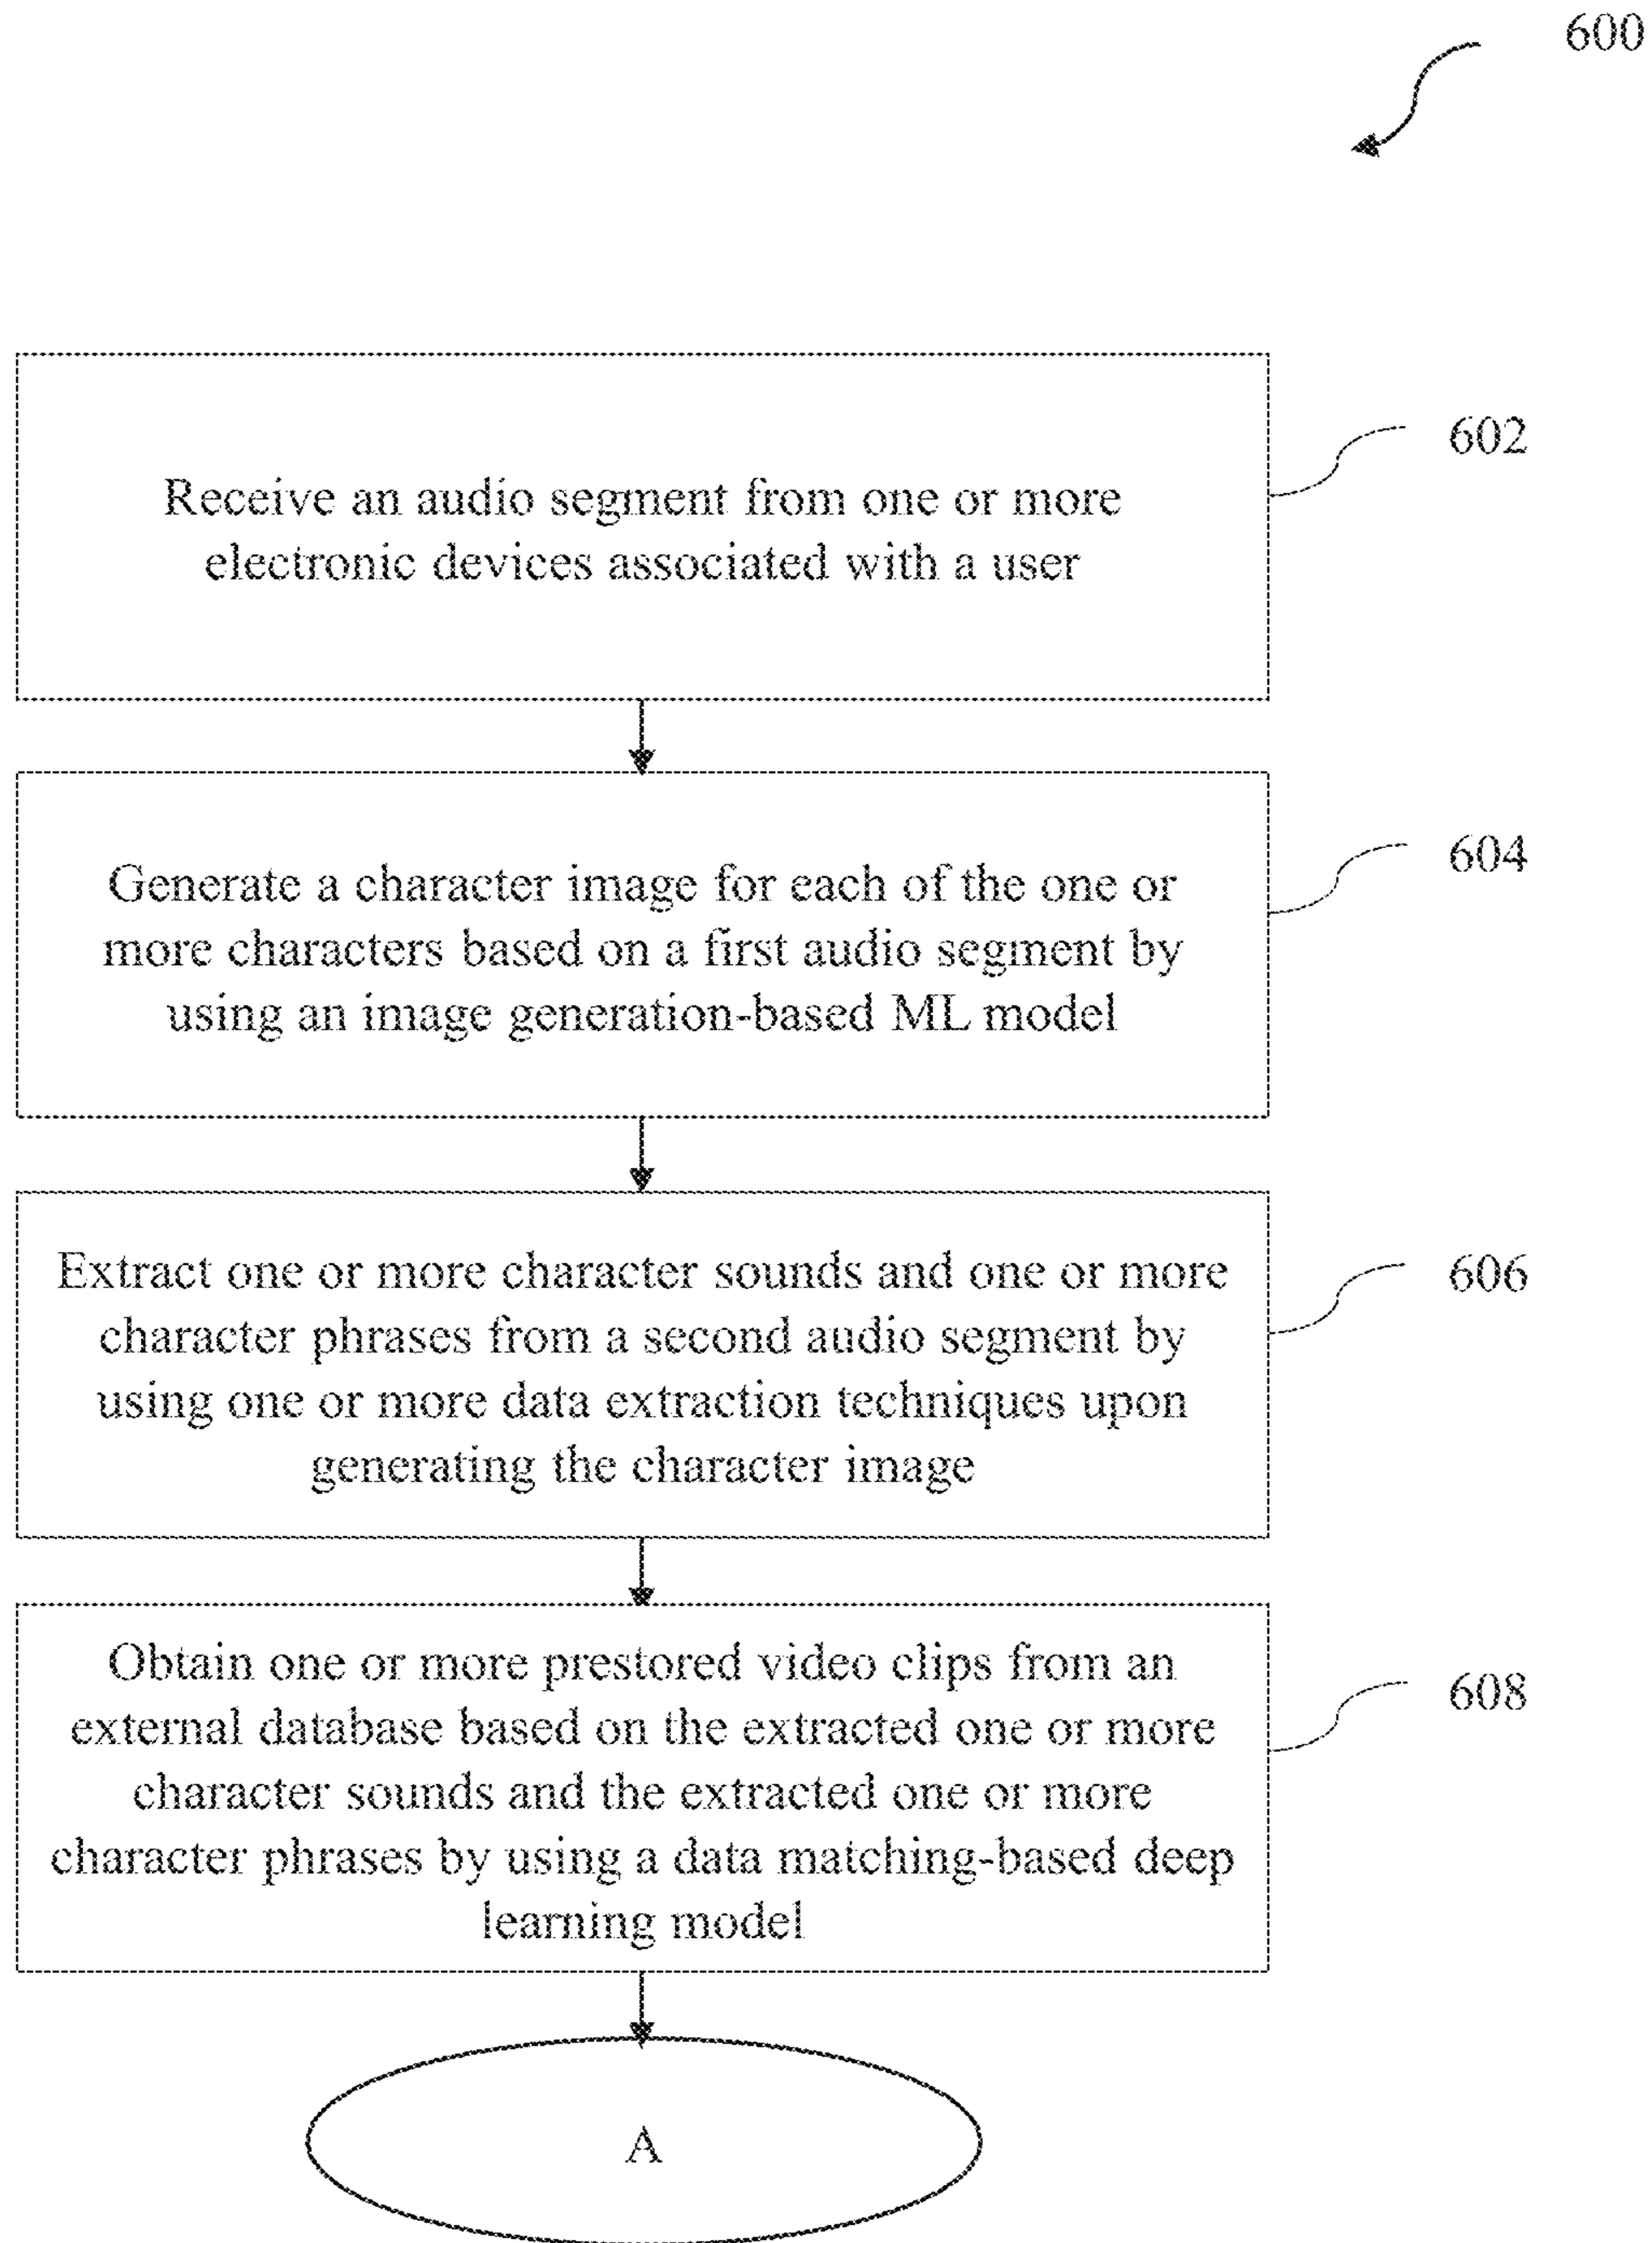 600
Receive an audio segment from one or more
electronic devices associated with a user
602
Generate a character image for each of the one or
more characters based on a first audio segment by
using an image generation-based ML model
604
Extract one or more character sounds and one or more
character phrases from a second audio segment by
using one or more data extraction techniques upon
generating the character image
606
Obtain one or more prestored video clips from an
external database based on the extracted one or more
character sounds and the extracted one or more
character phrases by using a data matching-based deep
learning model
608
A